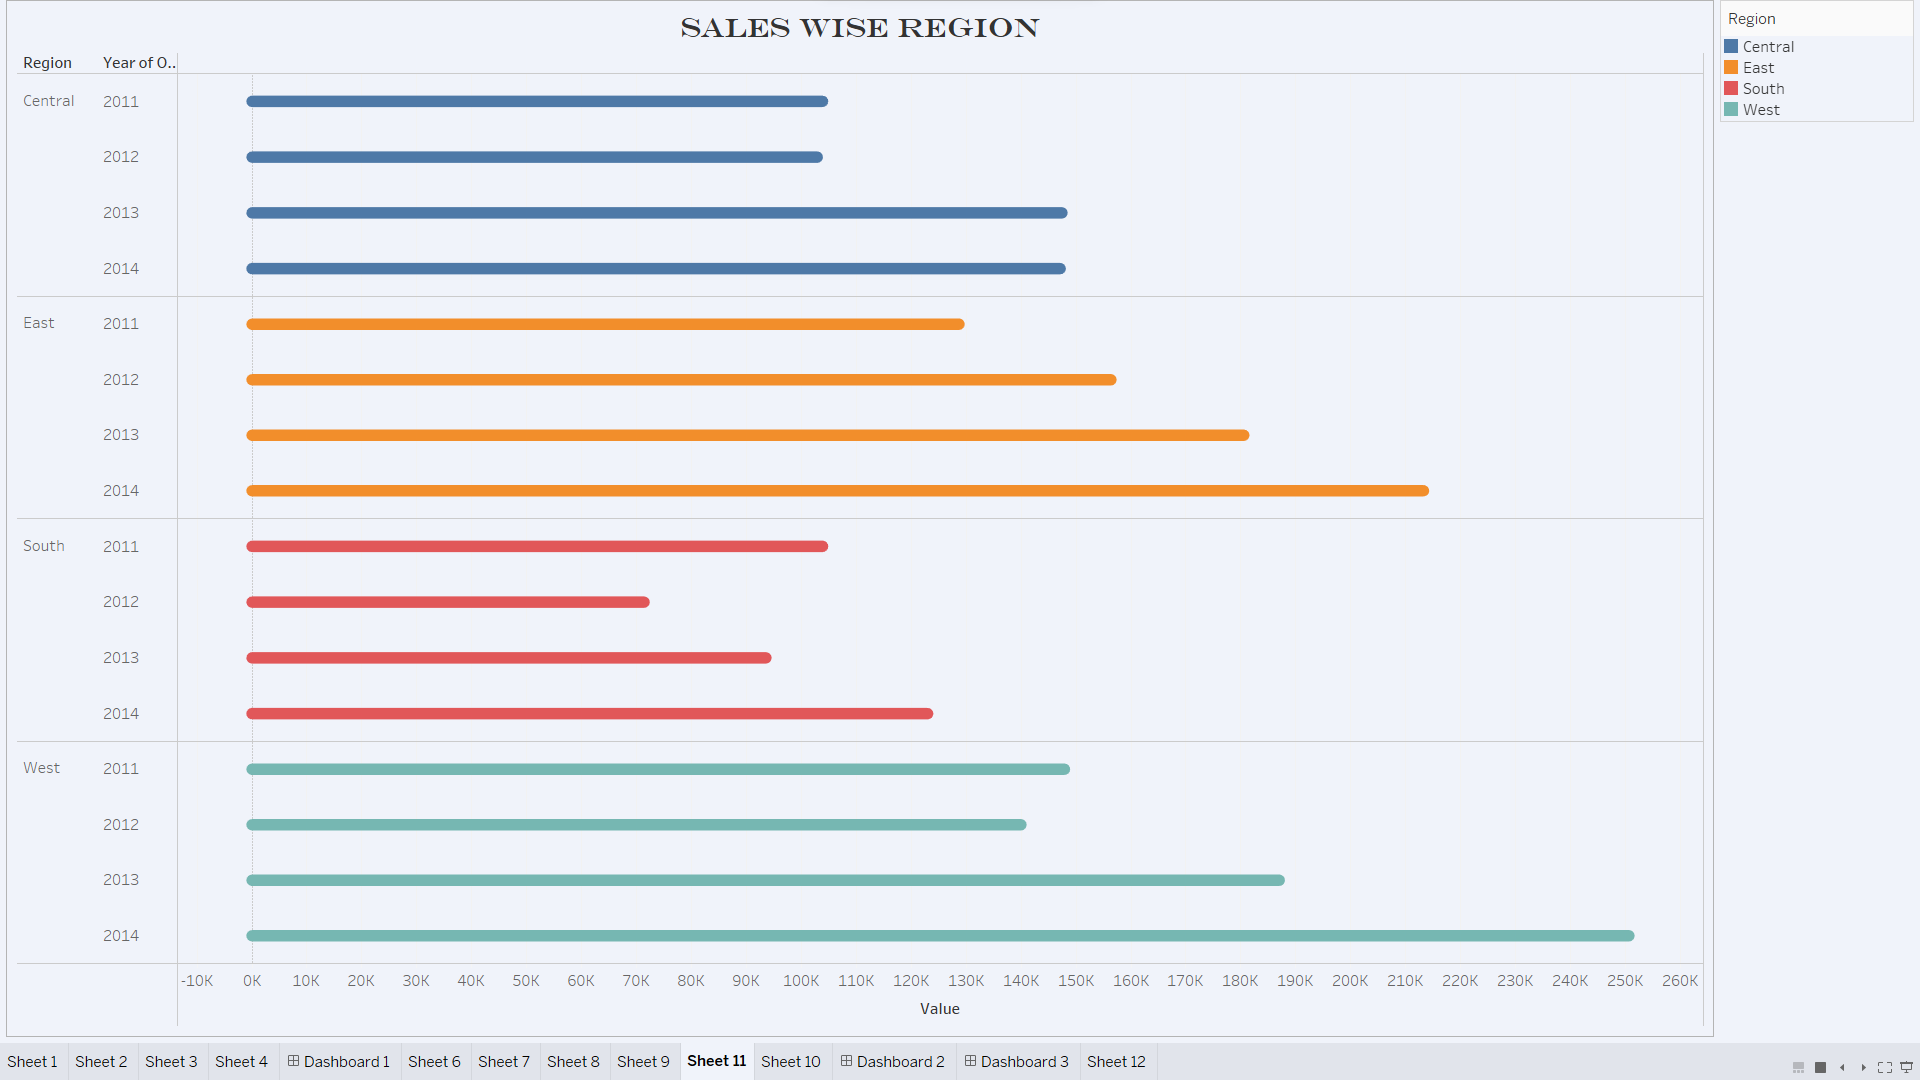 SALES WISE REGION
Region Year of O..
Central 2011
2012
2013
2014
East 2011
2012
2013
2014
South 2011
2012
2013
2014
West 2011
2012
2013
2014
-10K 0K 10K 20K 30K 40K 50K 60K 70K 80K 90K 100K 110K 120K 130K 140K 150K 160K 170K 180K 190K 200K 210K 220K 230K 240K 250K 260K
Value
Region
Central
East
South
West
Sheet 1 Sheet 2 Sheet 3 Sheet 4 Dashboard 1 Sheet 6 Sheet 7 Sheet 8 Sheet 9 Sheet 11 Sheet 10 Dashboard 2 Dashboard 3 Sheet 12